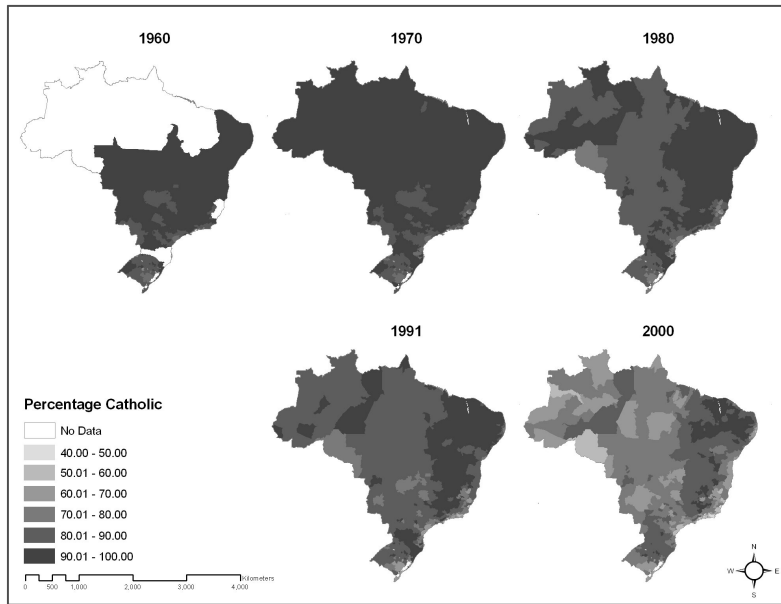 1960
1970
1980
1991
2000
Percentage Catholic
No Data
40.00 - 50.00
50.01 - 60.00
60.01 - 70.00
70.01 - 80.00
80.01 - 90.00
90.01 - 100.00
Kilometers
0 500 1,000 2,000 3,000 4,000
N
W E
S